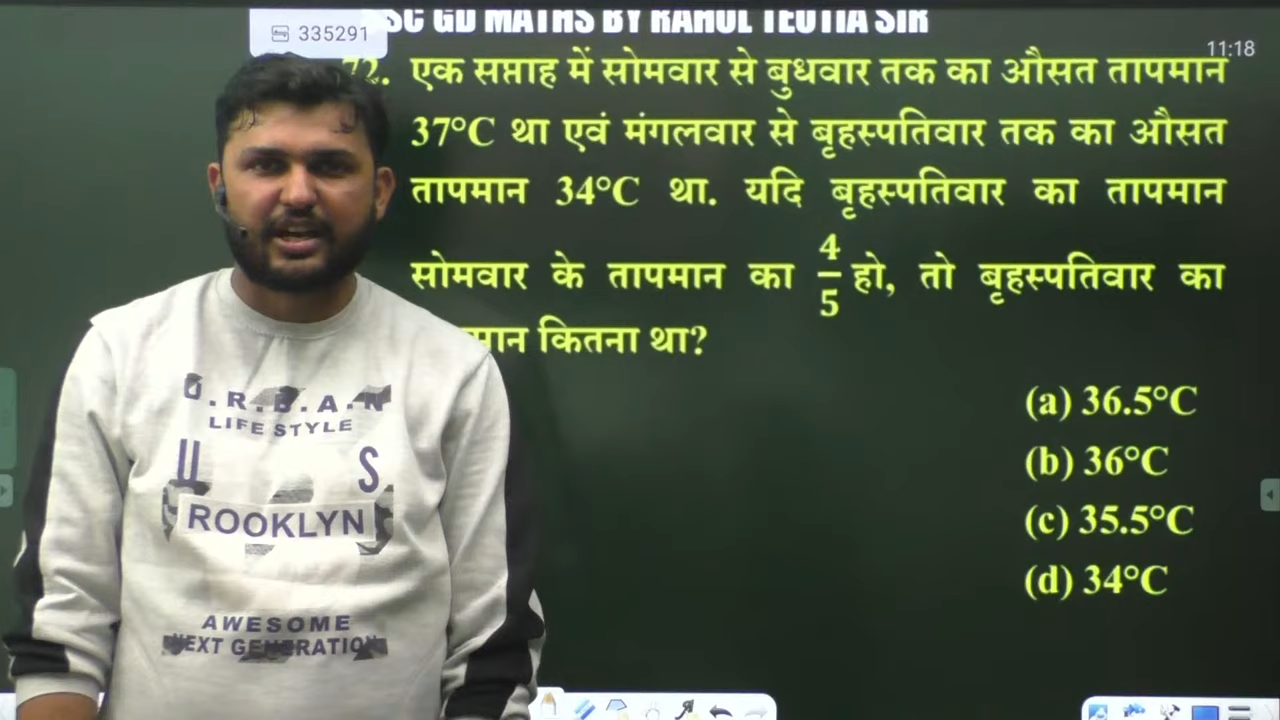 335291
SC GD MATHS BY RAHUL TEOTIA SIR
11:18
72. एक सप्ताह में सोमवार से बुधवार तक का औसत तापमान
37°C था एवं मंगलवार से बृहस्पतिवार तक का औसत
तापमान 34°C था. यदि बृहस्पतिवार का तापमान
सोमवार के तापमान का 4/5 हो, तो बृहस्पतिवार का
मान कितना था?
(a) 36.5°C
(b) 36°C
(c) 35.5°C
(d) 34°C
U.R.B.A.N
LIFE STYLE
U S
ROOKLYN
AWESOME
NEXT GENERATION